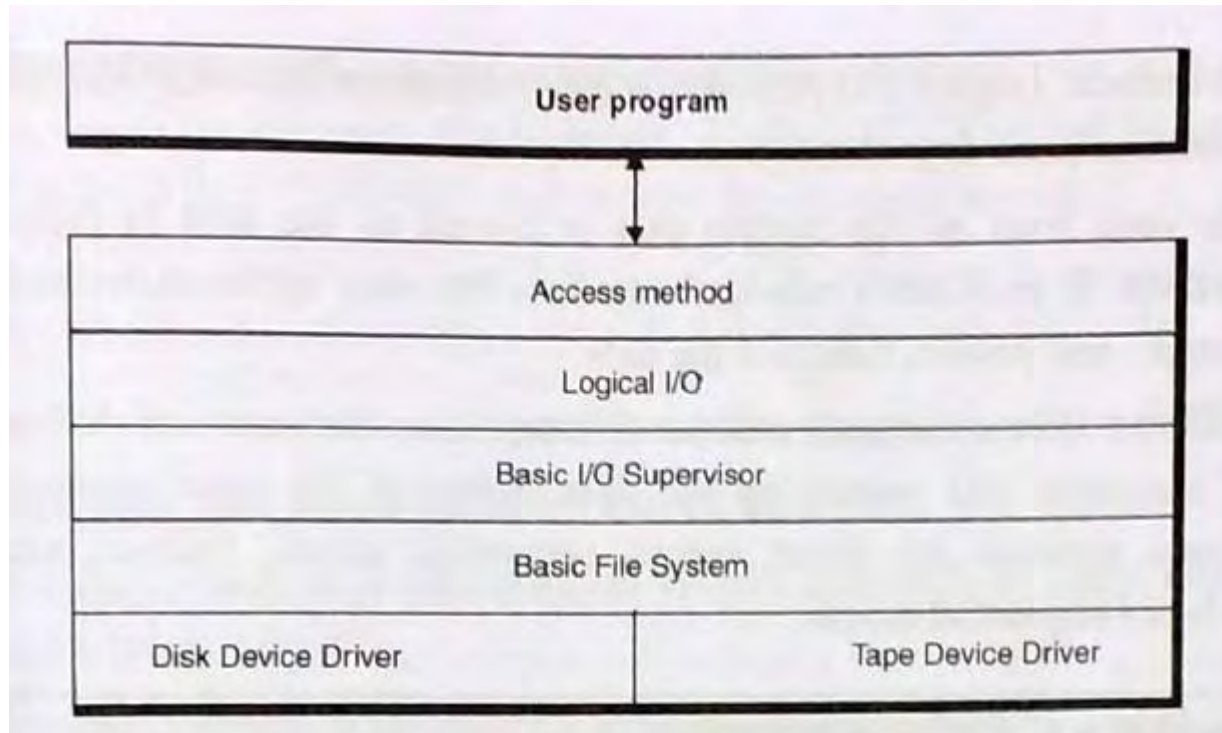 User program
Access method
Logical I/O
Basic I/O Supervisor
Basic File System
Disk Device Driver
Tape Device Driver